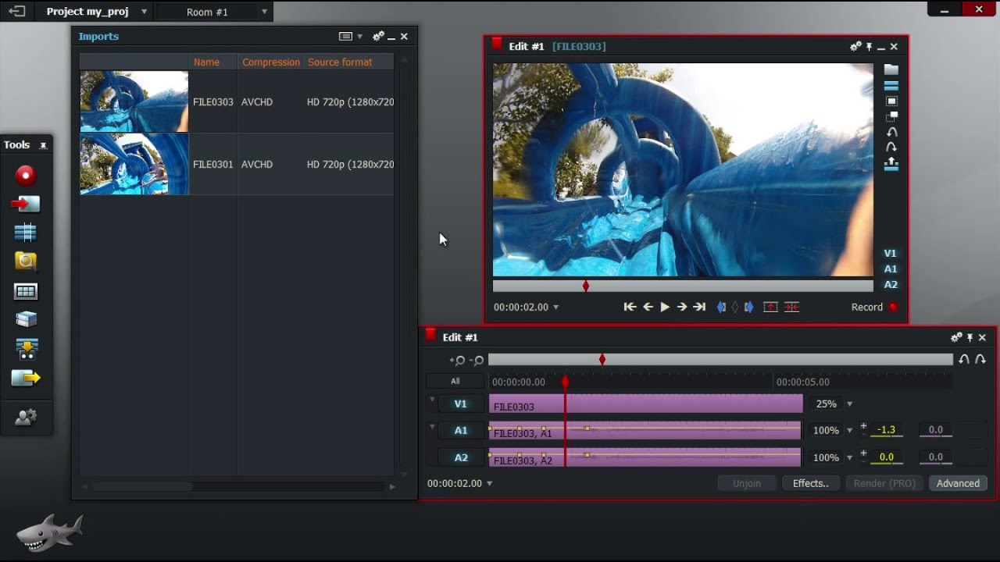 Project my_proj
Room #1
Imports
Name Compression Source format
FILE0303 AVCHD HD 720p (1280x720
FILE0301 AVCHD HD 720p (1280x720
Tools
Edit #1 [FILE0303]
V1
A1
A2
00:00:02.00
Record
Edit #1
All 00:00:00.00 00:00:05.00
V1 FILE0303 25%
A1 FILE0303, A1 100% + - -1.3 0.0
A2 FILE0303, A2 100% + - 0.0 0.0
00:00:02.00 Unjoin Effects.. Render (PRO) Advanced